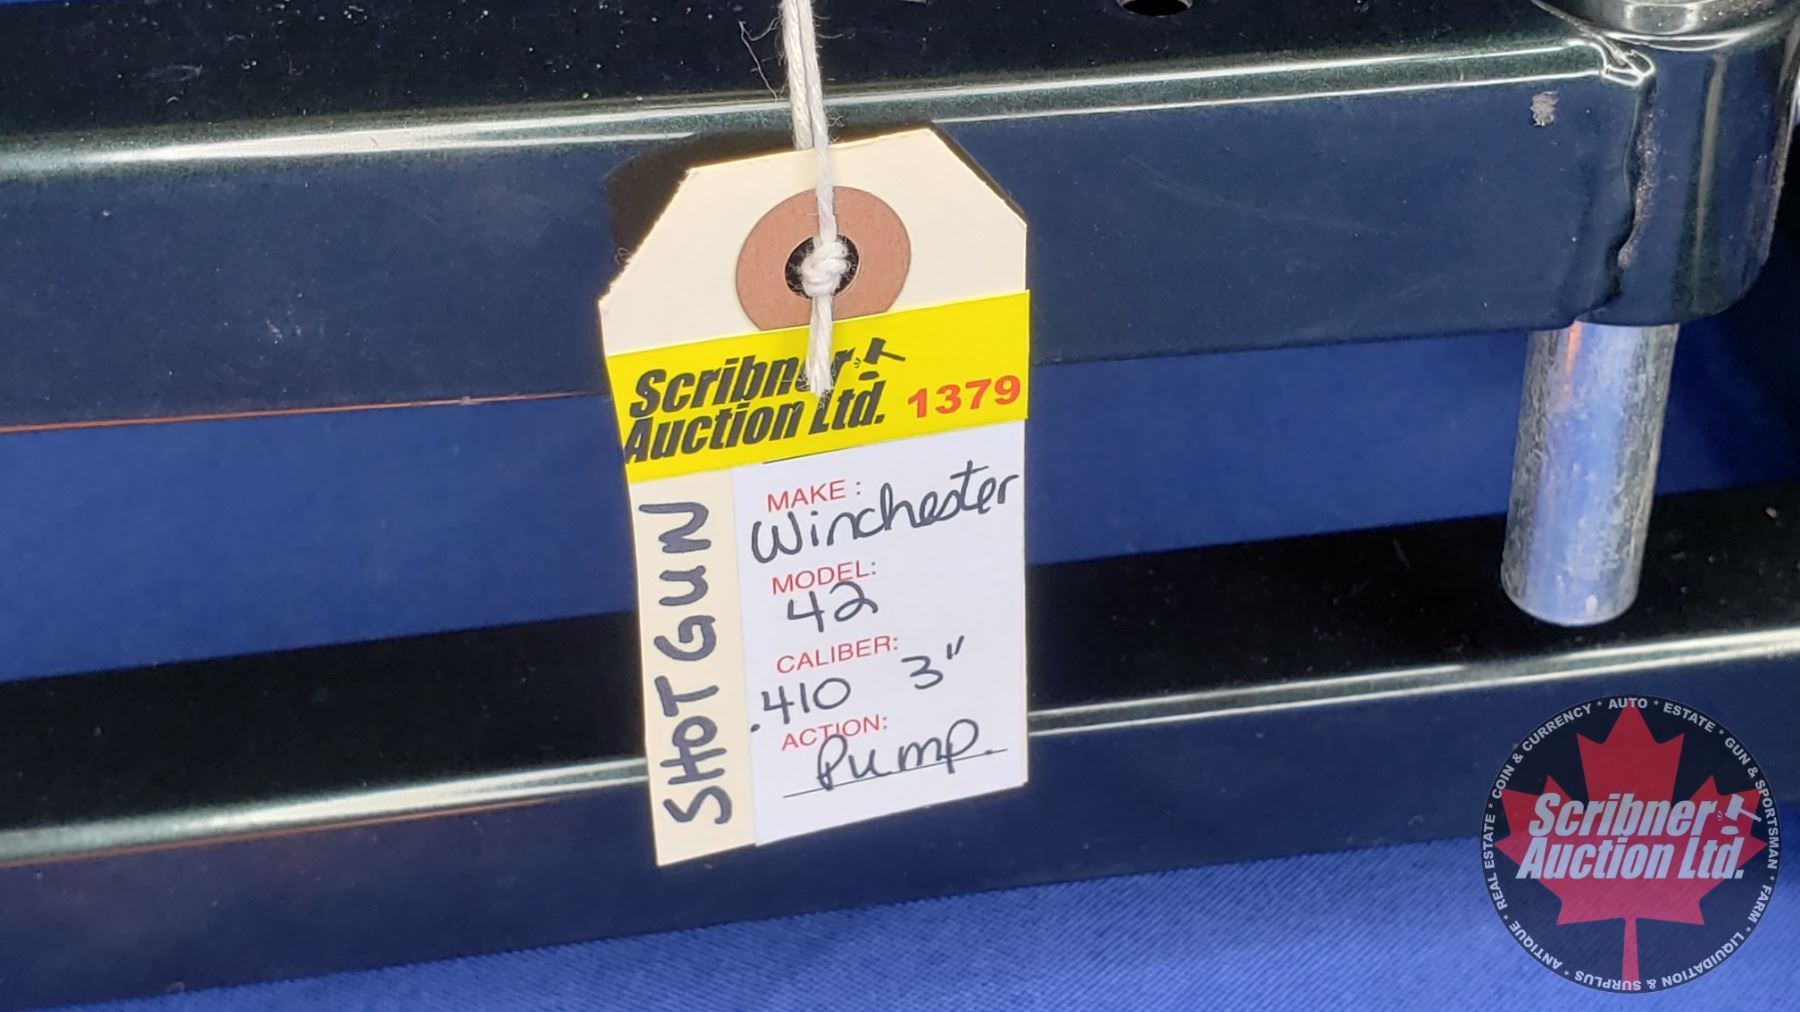 Scribner
Auction Ltd. 1379
SHOTGUN
MAKE:
Winchester
MODEL:
42
CALIBER:
.410 3"
ACTION:
Pump.
Scribner
Auction Ltd.
ANTIQUE * REAL ESTATE * COIN & CURRENCY * AUTO * ESTATE * GUN & SPORTSMAN * FARM * LIQUIDATION & SURPLUS *